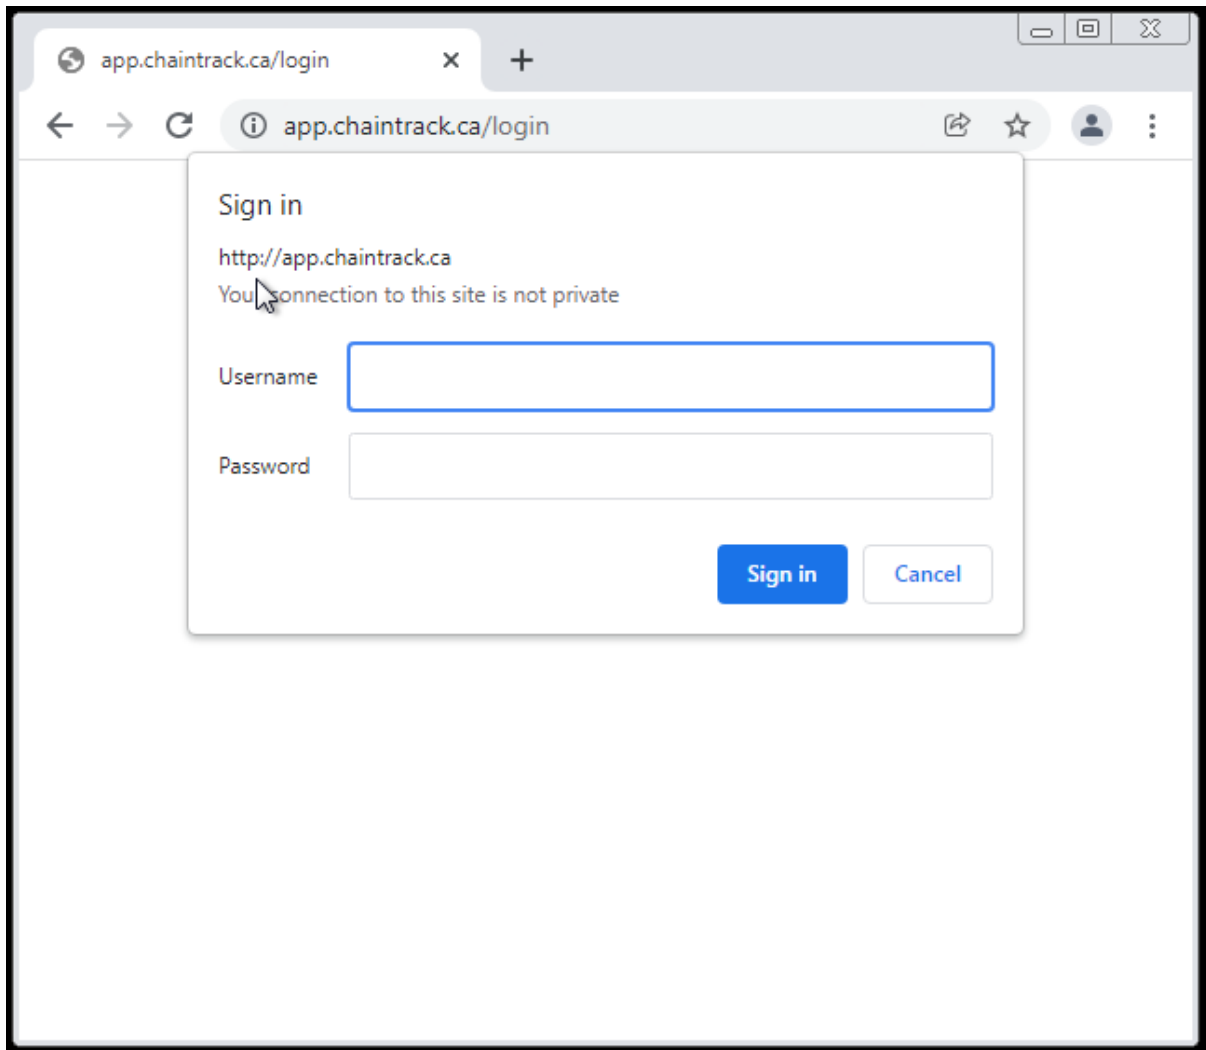 app.chaintrack.ca/login
app.chaintrack.ca/login
Sign in
http://app.chaintrack.ca
You connection to this site is not private
Username
Password
Sign in
Cancel